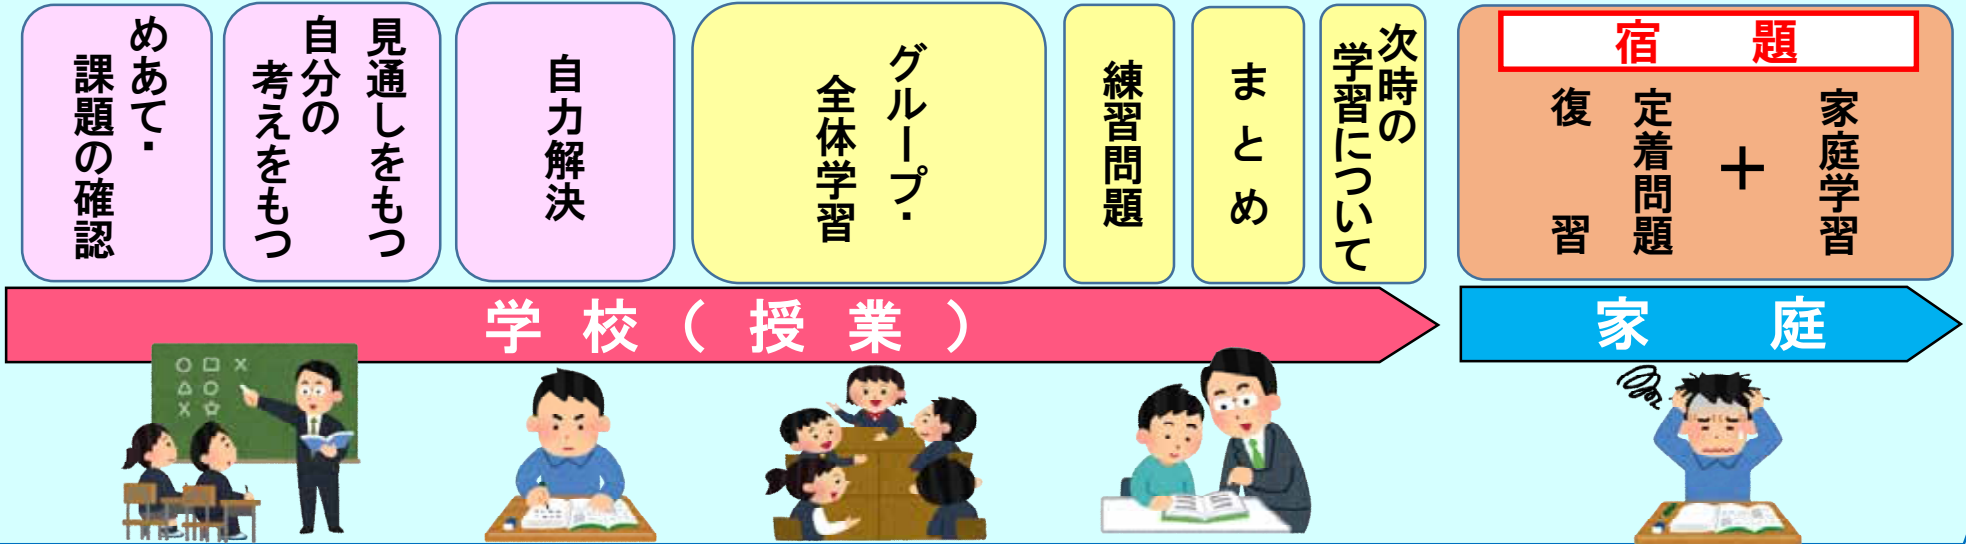 めあて・
課題の確認
見通しをもつ
自分の
考えをもつ
自力解決
グループ・
全体学習
練習問題
まとめ
次時の
学習について
宿題
復習
定着問題
＋
家庭学習
学校（授業）
家庭